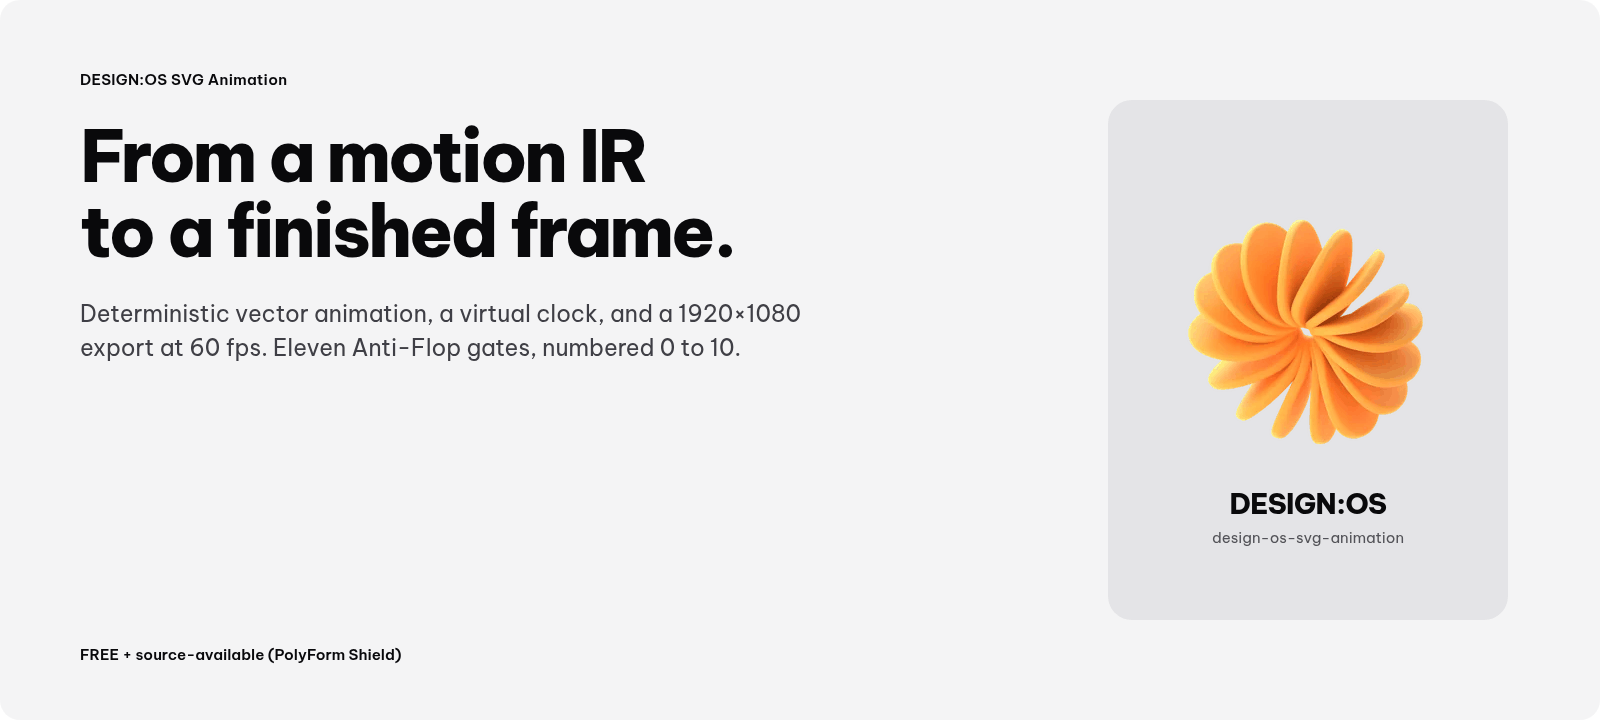 DESIGN:OS SVG Animation
From a motion IR
to a finished frame.
Deterministic vector animation, a virtual clock, and a 1920×1080
export at 60 fps. Eleven Anti-Flop gates, numbered 0 to 10.
FREE + source-available (PolyForm Shield)
DESIGN:OS
design-os-svg-animation